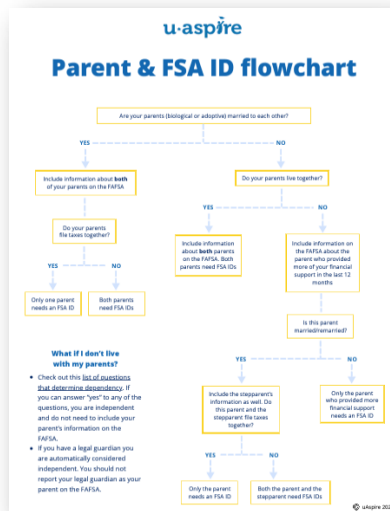 u·aspire
Parent & FSA ID flowchart
Are your parents (biological or adoptive) married to each other?
YES
NO
Include information about both
of your parents on the FAFSA
Do your parents live together?
Do your parents
file taxes together?
YES
NO
Only one parent
needs an FSA ID
Both parents
need FSA IDs
YES
NO
Include information
about both parents
on the FAFSA. Both
parents need FSA IDs
Include information on
the FAFSA about the
parent who provided
more of your financial
support in the last 12
months
Is this parent
married/remarried?
YES
NO
Include the stepparent's
information as well. Do
this parent and the
stepparent file taxes
together?
Only the parent
who provided more
financial support
needs an FSA ID
YES
NO
Only the parent
needs an FSA ID
Both the parent and the
stepparent need FSA IDs
What if I don't live
with my parents?
• Check out this list of questions
that determine dependency. If
you can answer "yes" to any of the
questions, you are independent
and do not need to include your
parent's information on the
FAFSA.
• If you have a legal guardian you
are automatically considered
independent. You should not
report your legal guardian as your
parent on the FAFSA.
© uAspire